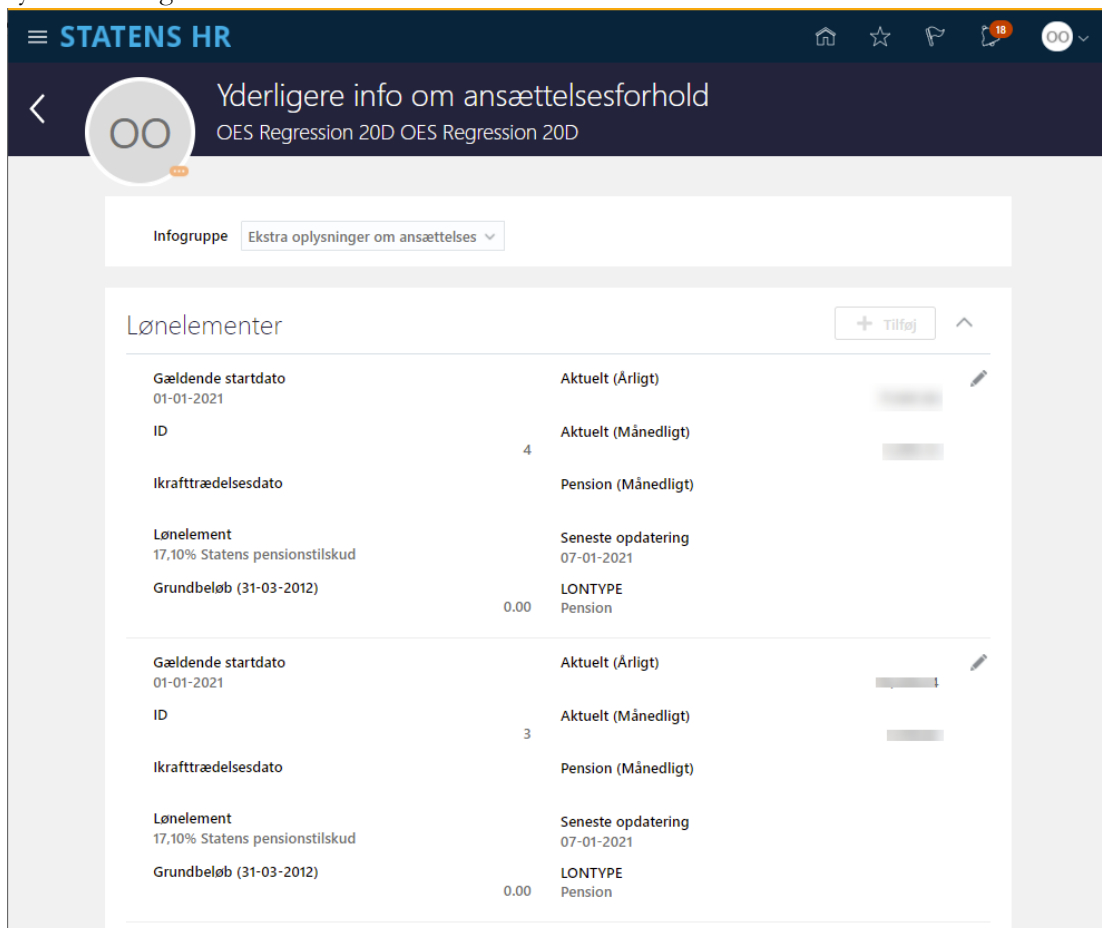 STATENS HR
18
OO
Yderligere info om ansættelsesforhold
OO
OES Regression 20D OES Regression 20D
Infogruppe Ekstra oplysninger om ansættelses
Lønelementer
+ Tilføj
Gældende startdato
01-01-2021
Aktuelt (Årligt)
ID
4
Aktuelt (Månedligt)
Ikrafttrædelsesdato
Pension (Månedligt)
Lønelement
17,10% Statens pensionstilskud
Seneste opdatering
07-01-2021
Grundbeløb (31-03-2012)
0.00
LONTYPE
Pension
Gældende startdato
01-01-2021
Aktuelt (Årligt)
ID
3
Aktuelt (Månedligt)
Ikrafttrædelsesdato
Pension (Månedligt)
Lønelement
17,10% Statens pensionstilskud
Seneste opdatering
07-01-2021
Grundbeløb (31-03-2012)
0.00
LONTYPE
Pension